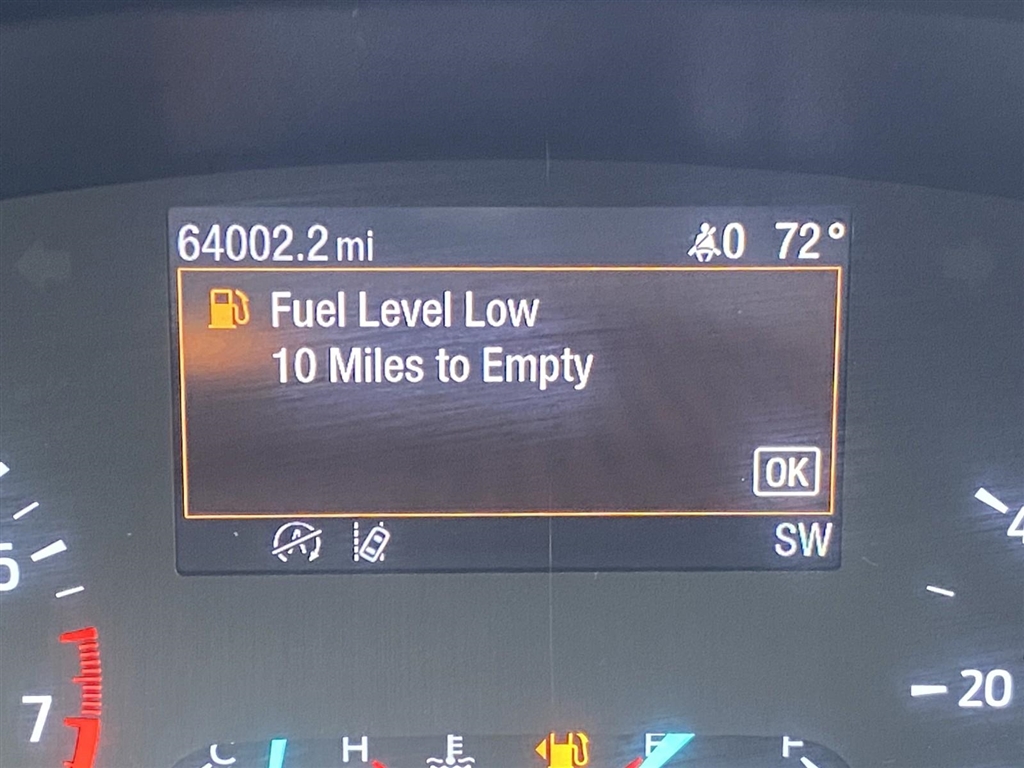 64002.2 mi 0 72°
Fuel Level Low
10 Miles to Empty
OK
A SW
7
20
C H E F